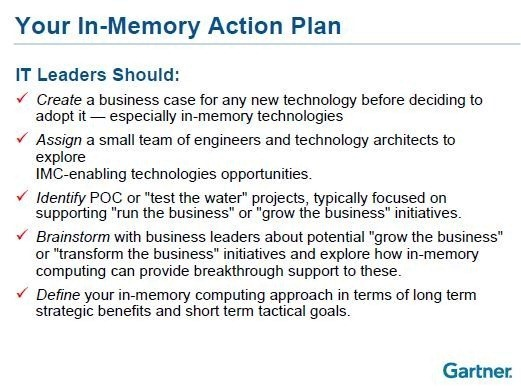 Your In-Memory Action Plan
IT Leaders Should:
✓ Create a business case for any new technology before deciding to
adopt it — especially in-memory technologies
✓ Assign a small team of engineers and technology architects to
explore
IMC-enabling technologies opportunities.
✓ Identify POC or "test the water" projects, typically focused on
supporting "run the business" or "grow the business" initiatives.
✓ Brainstorm with business leaders about potential "grow the business"
or "transform the business" initiatives and explore how in-memory
computing can provide breakthrough support to these.
✓ Define your in-memory computing approach in terms of long term
strategic benefits and short term tactical goals.
Gartner.